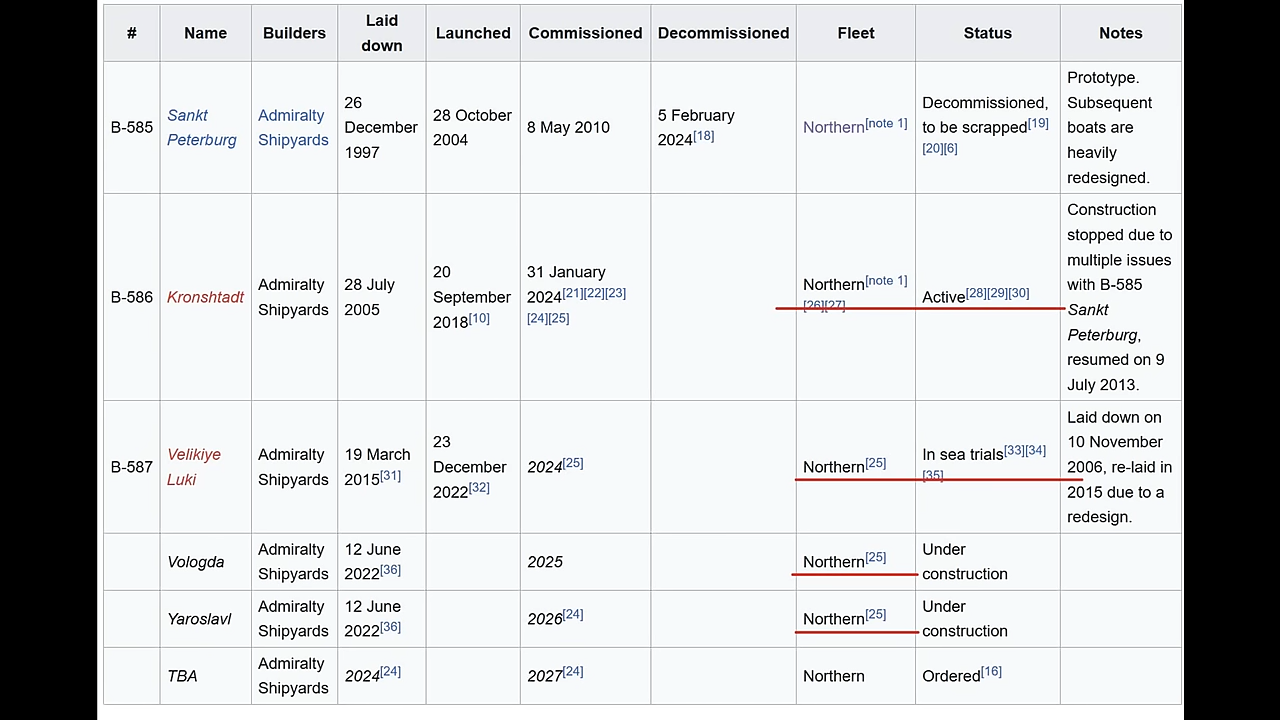 # Name Builders Laid down Launched Commissioned Decommissioned Fleet Status Notes
B-585 Sankt Peterburg Admiralty Shipyards 26 December 1997 28 October 2004 8 May 2010 5 February 2024[18] Northern[note 1] Decommissioned, to be scrapped[19][20][6] Prototype. Subsequent boats are heavily redesigned.
B-586 Kronshtadt Admiralty Shipyards 28 July 2005 20 September 2018[10] 31 January 2024[21][22][23][24][25] Northern[note 1][26][27] Active[28][29][30] Construction stopped due to multiple issues with B-585 Sankt Peterburg, resumed on 9 July 2013.
B-587 Velikiye Luki Admiralty Shipyards 19 March 2015[31] 23 December 2022[32] 2024[25] Northern[25] In sea trials[33][34][35] Laid down on 10 November 2006, re-laid in 2015 due to a redesign.
Vologda Admiralty Shipyards 12 June 2022[36] 2025 Northern[25] Under construction
Yaroslavl Admiralty Shipyards 12 June 2022[36] 2026[24] Northern[25] Under construction
TBA Admiralty Shipyards 2024[24] 2027[24] Northern Ordered[16]